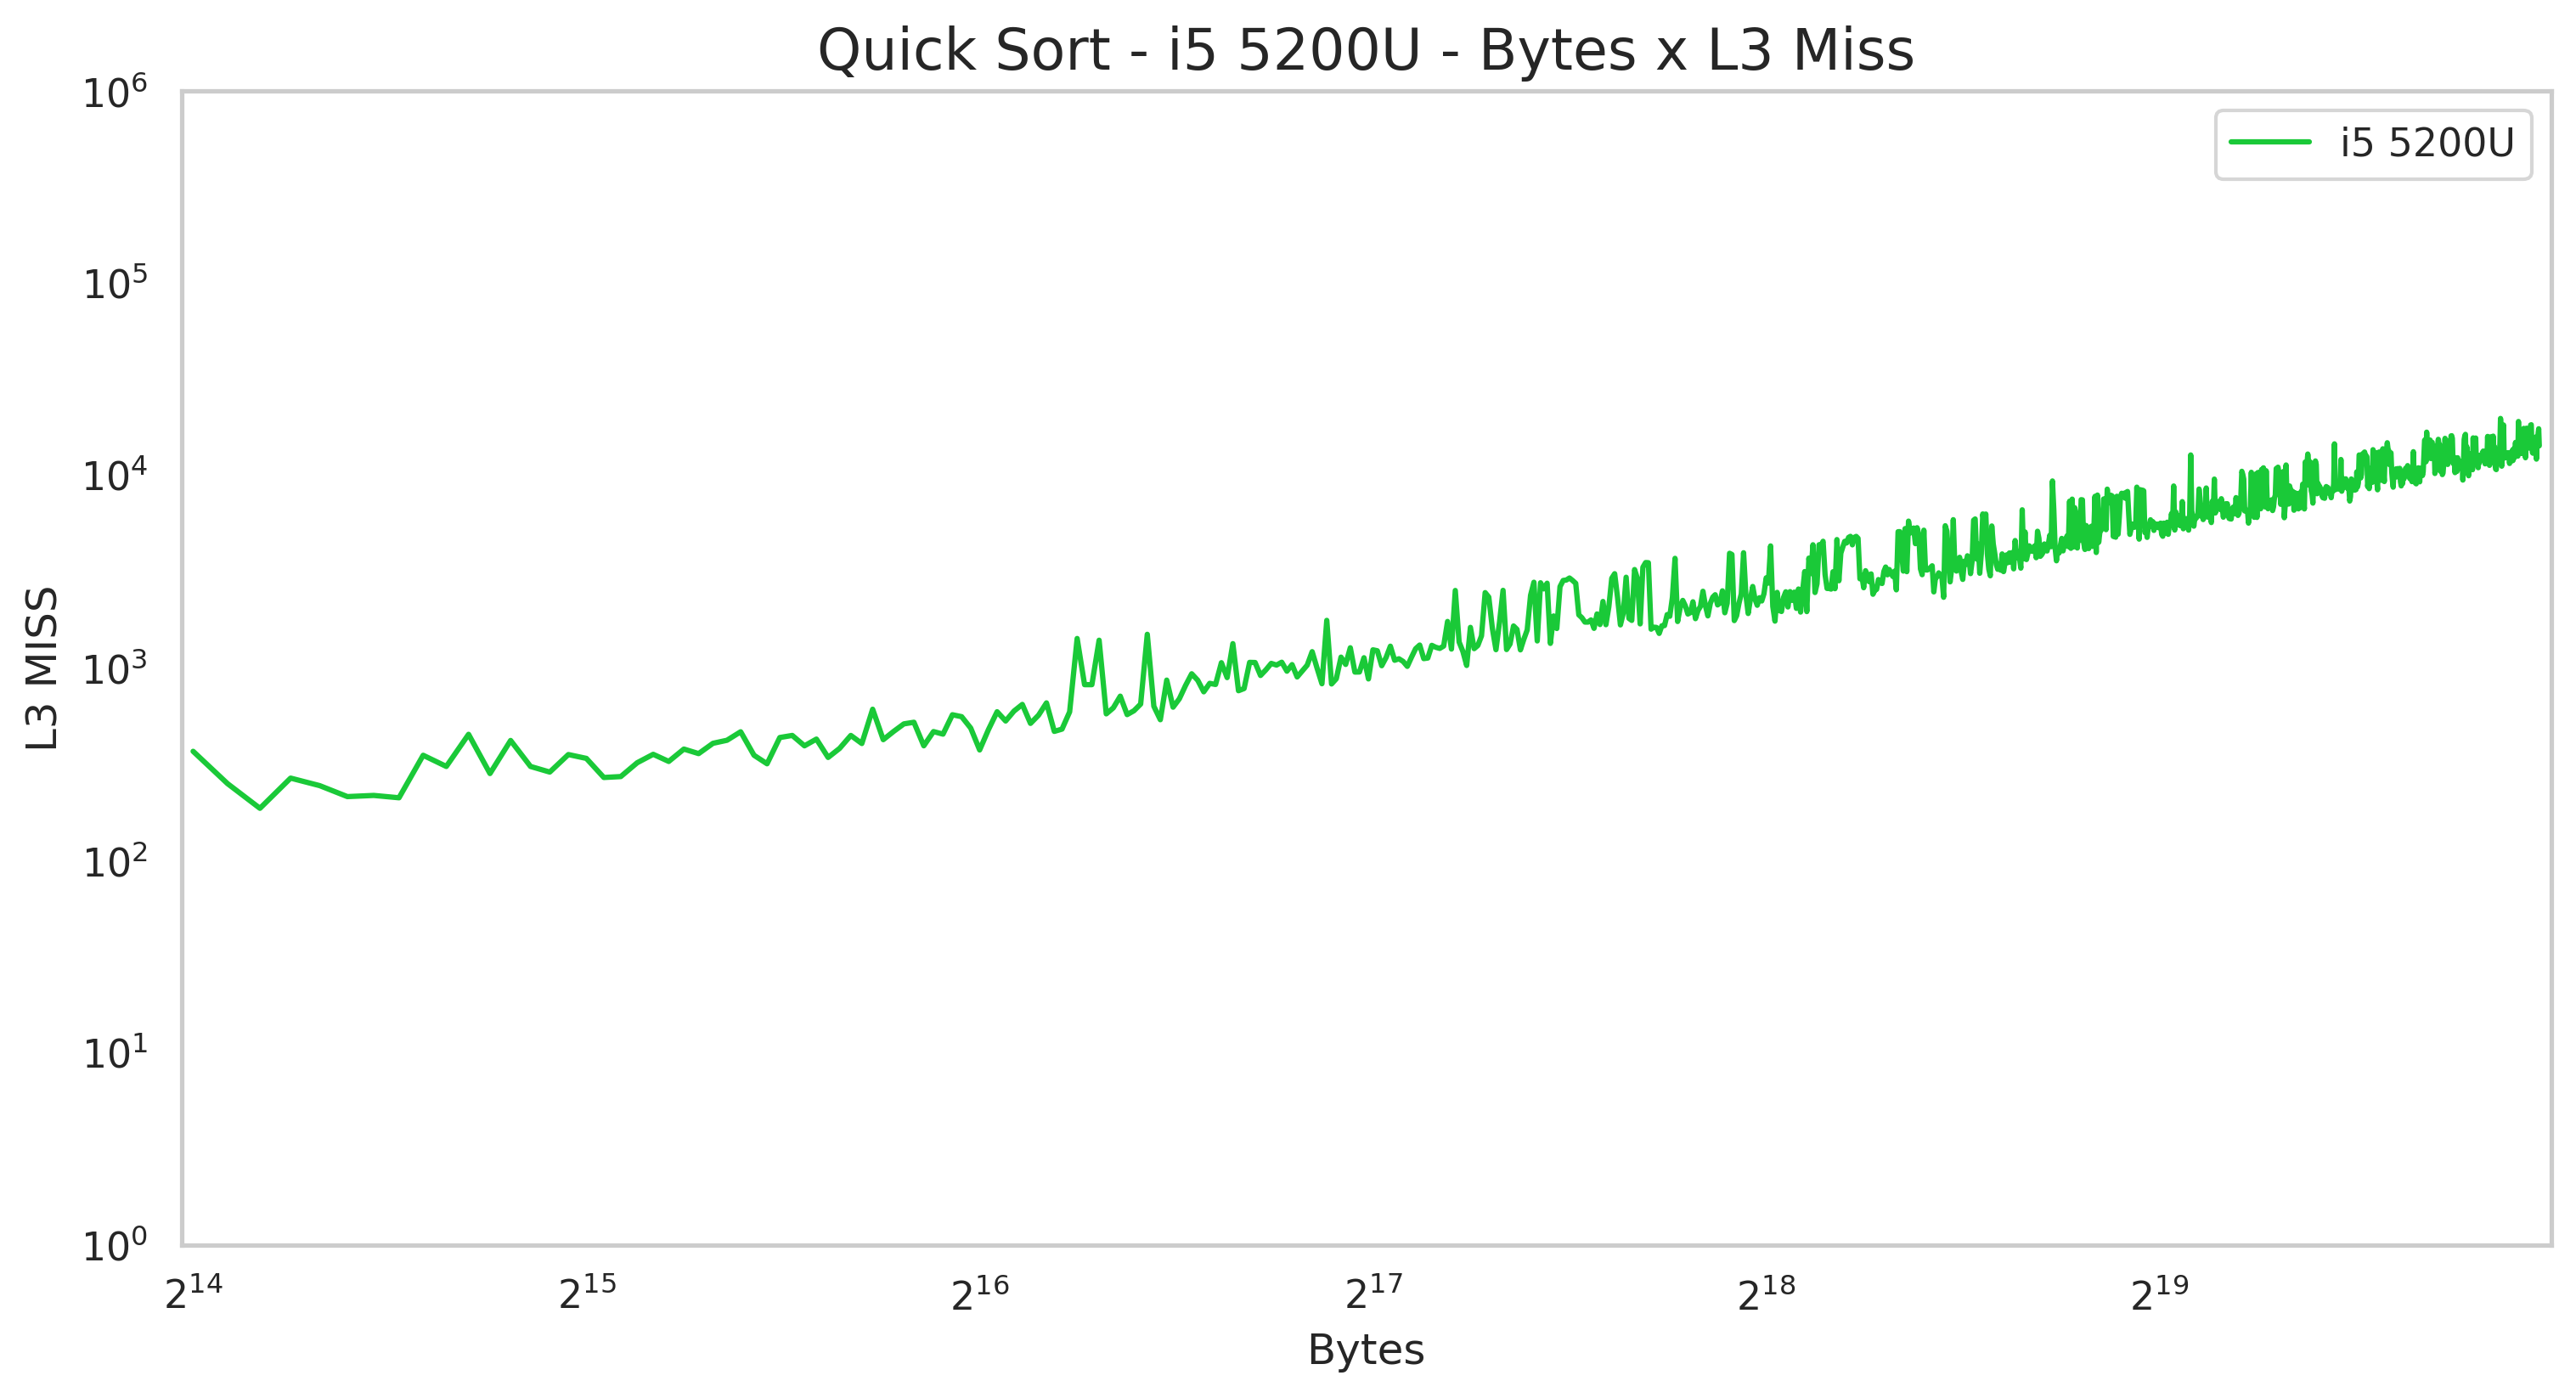 Quick Sort - i5 5200U - Bytes x L3 Miss
i5 5200U
L3 MISS
10⁶
10⁵
10⁴
10³
10²
10¹
10⁰
2¹⁴ 2¹⁵ 2¹⁶ 2¹⁷ 2¹⁸ 2¹⁹
Bytes